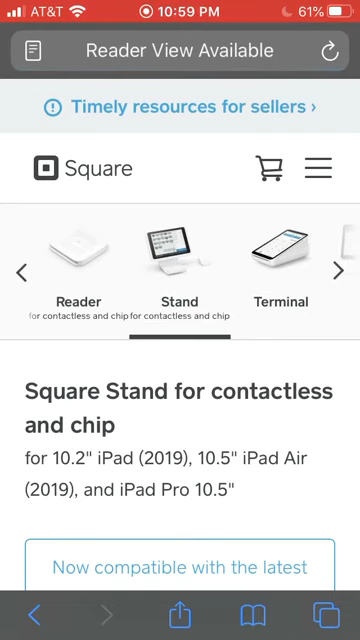 AT&T 10:59 PM 61%
Reader View Available
Timely resources for sellers ›
Square
Reader
for contactless and chip
Stand
for contactless and chip
Terminal
Square Stand for contactless
and chip
for 10.2" iPad (2019), 10.5" iPad Air
(2019), and iPad Pro 10.5"
Now compatible with the latest